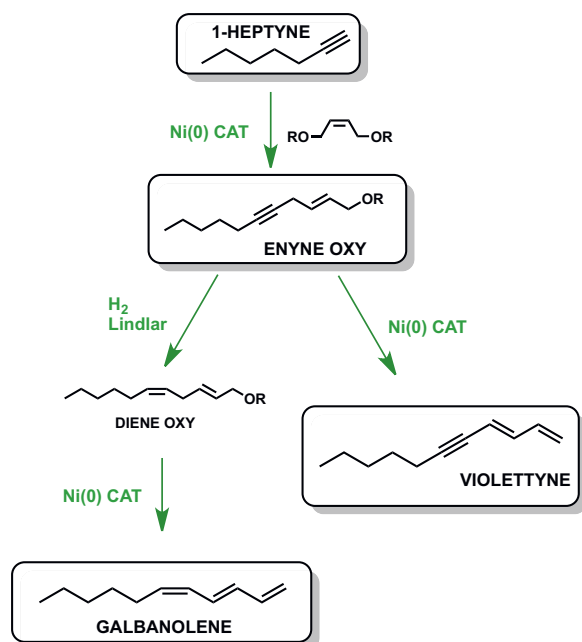 1-HEPTYNE
Ni(0) CAT
RO
OR
OR
ENYNE OXY
H2
Lindlar
Ni(0) CAT
OR
DIENE OXY
Ni(0) CAT
VIOLETTYNE
GALBANOLENE